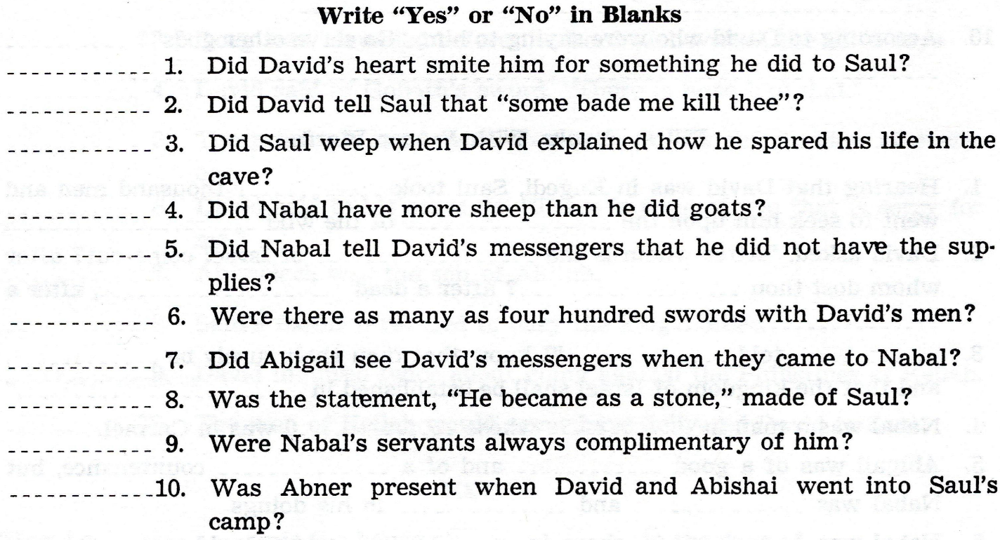 Write “Yes” or “No” in Blanks
------------ 1. Did David’s heart smite him for something he did to Saul?
------------ 2. Did David tell Saul that “some bade me kill thee”?
------------ 3. Did Saul weep when David explained how he spared his life in the
cave?
------------ 4. Did Nabal have more sheep than he did goats?
------------ 5. Did Nabal tell David’s messengers that he did not have the sup-
plies?
------------ 6. Were there as many as four hundred swords with David’s men?
------------ 7. Did Abigail see David’s messengers when they came to Nabal?
------------ 8. Was the statement, “He became as a stone,” made of Saul?
------------ 9. Were Nabal’s servants always complimentary of him?
------------10. Was Abner present when David and Abishai went into Saul’s
camp?